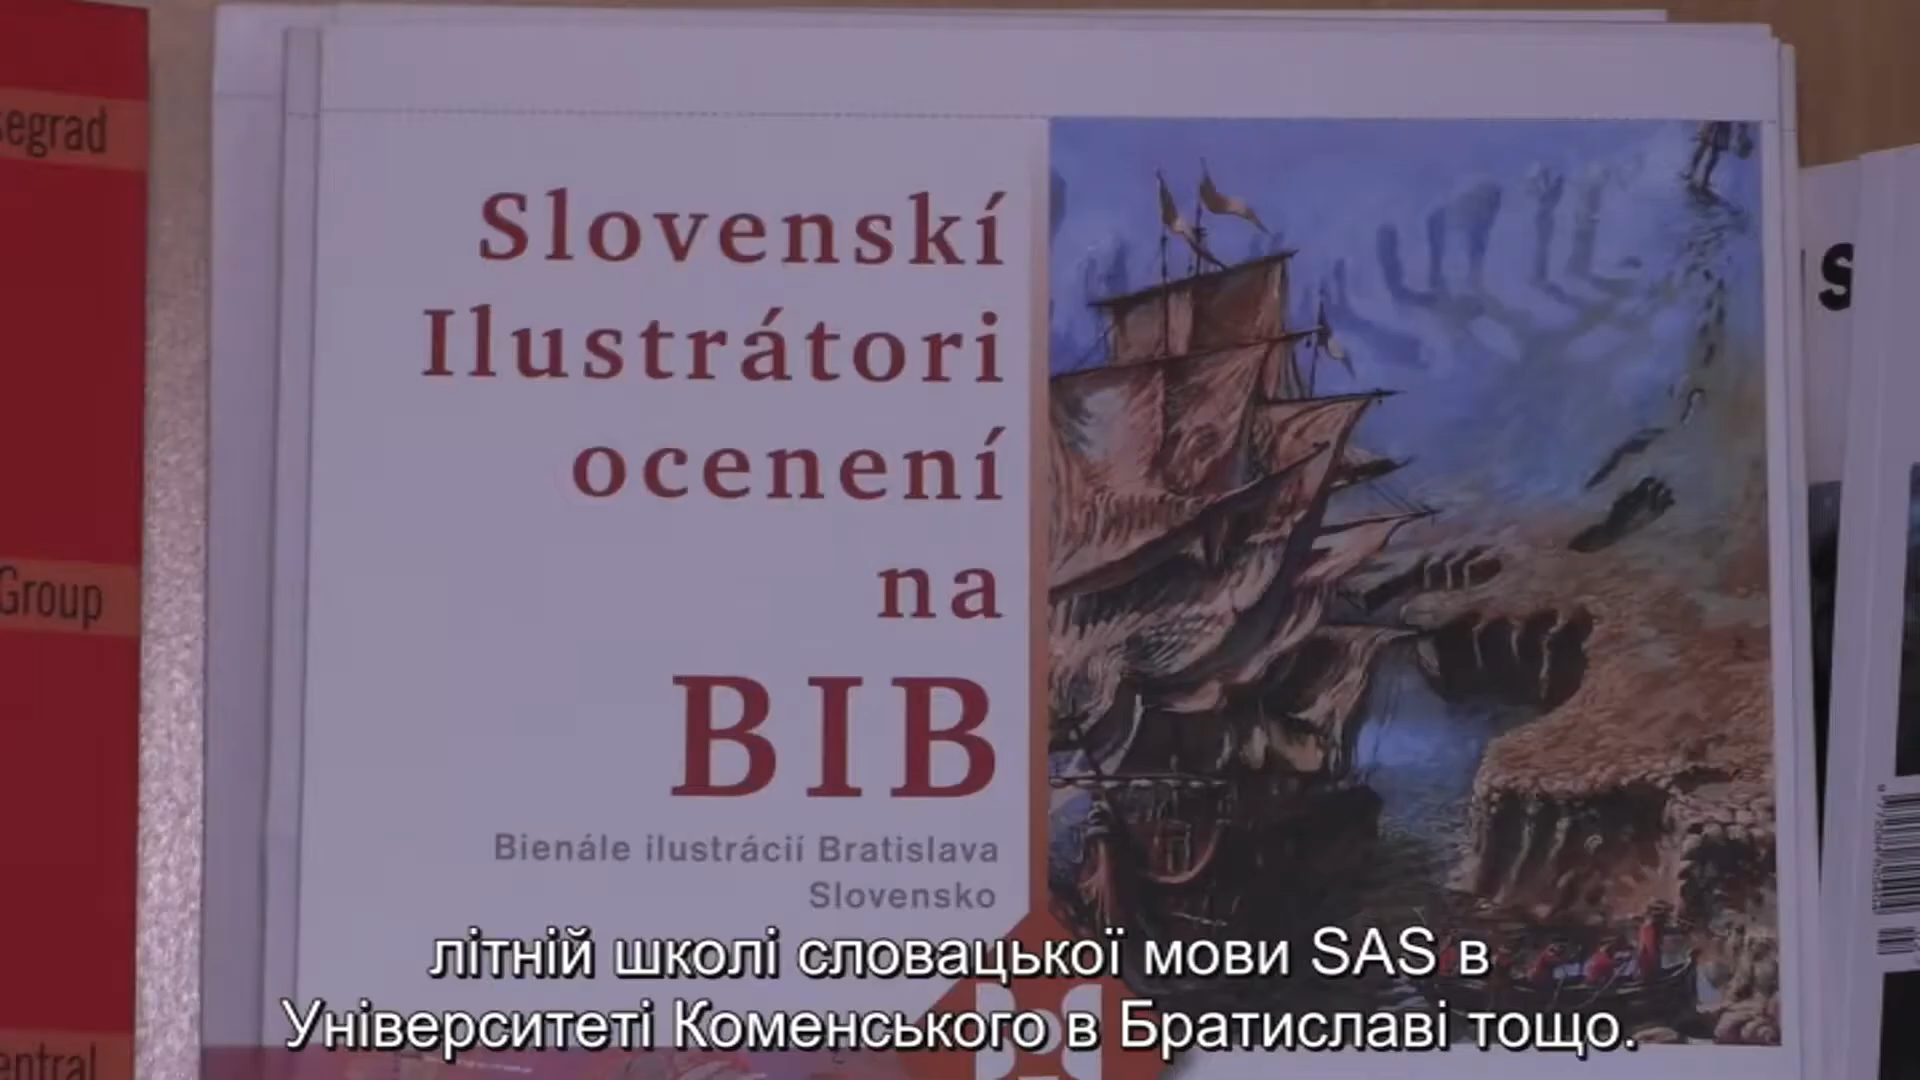 segrad
Group
entral
Slovenskí
Ilustrátori
ocenení
na
BIB
Bienále ilustrácií Bratislava
Slovensko
літній школі словацької мови SAS в
Університеті Коменського в Братиславі тощо.